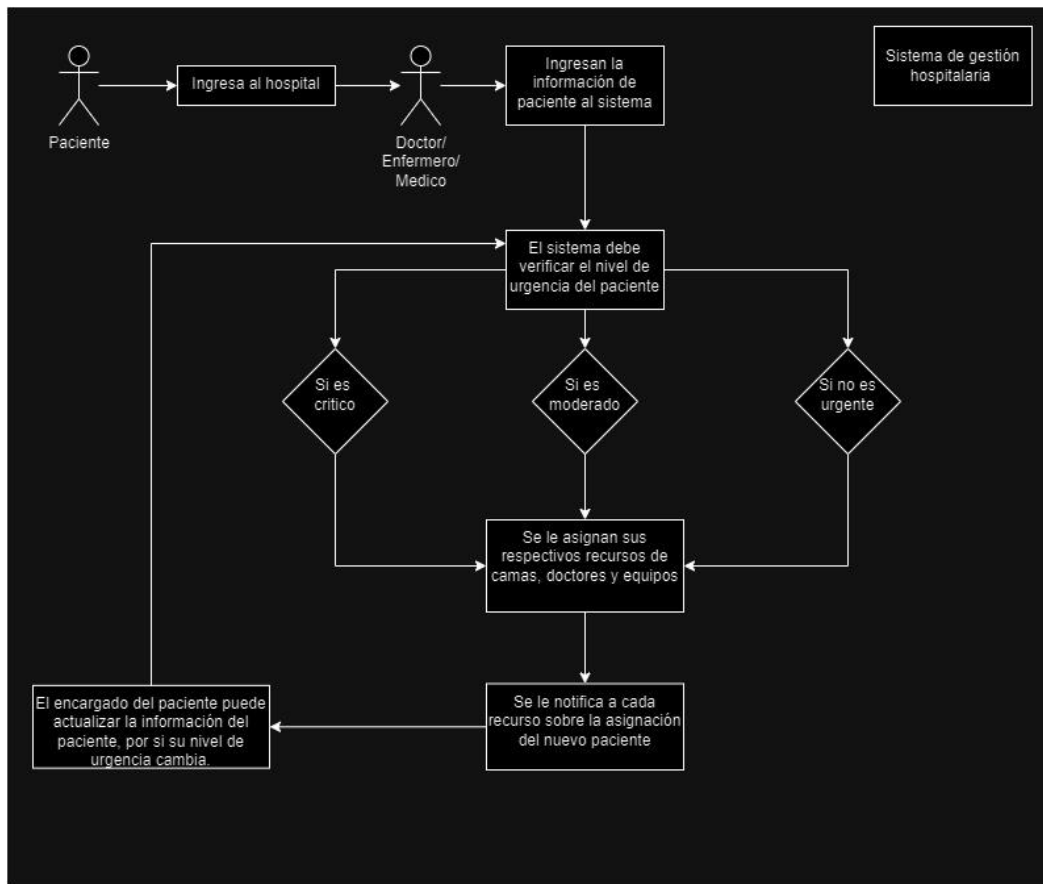 Paciente
Ingresa al hospital
Doctor/
Enfermero/
Medico
Ingresan la
información de
paciente al sistema
Sistema de gestión
hospitalaria
El sistema debe
verificar el nivel de
urgencia del paciente
Si es
critico
Si es
moderado
Si no es
urgente
Se le asignan sus
respectivos recursos de
camas, doctores y equipos
Se le notifica a cada
recurso sobre la asignación
del nuevo paciente
El encargado del paciente puede
actualizar la información del
paciente, por si su nivel de
urgencia cambia.